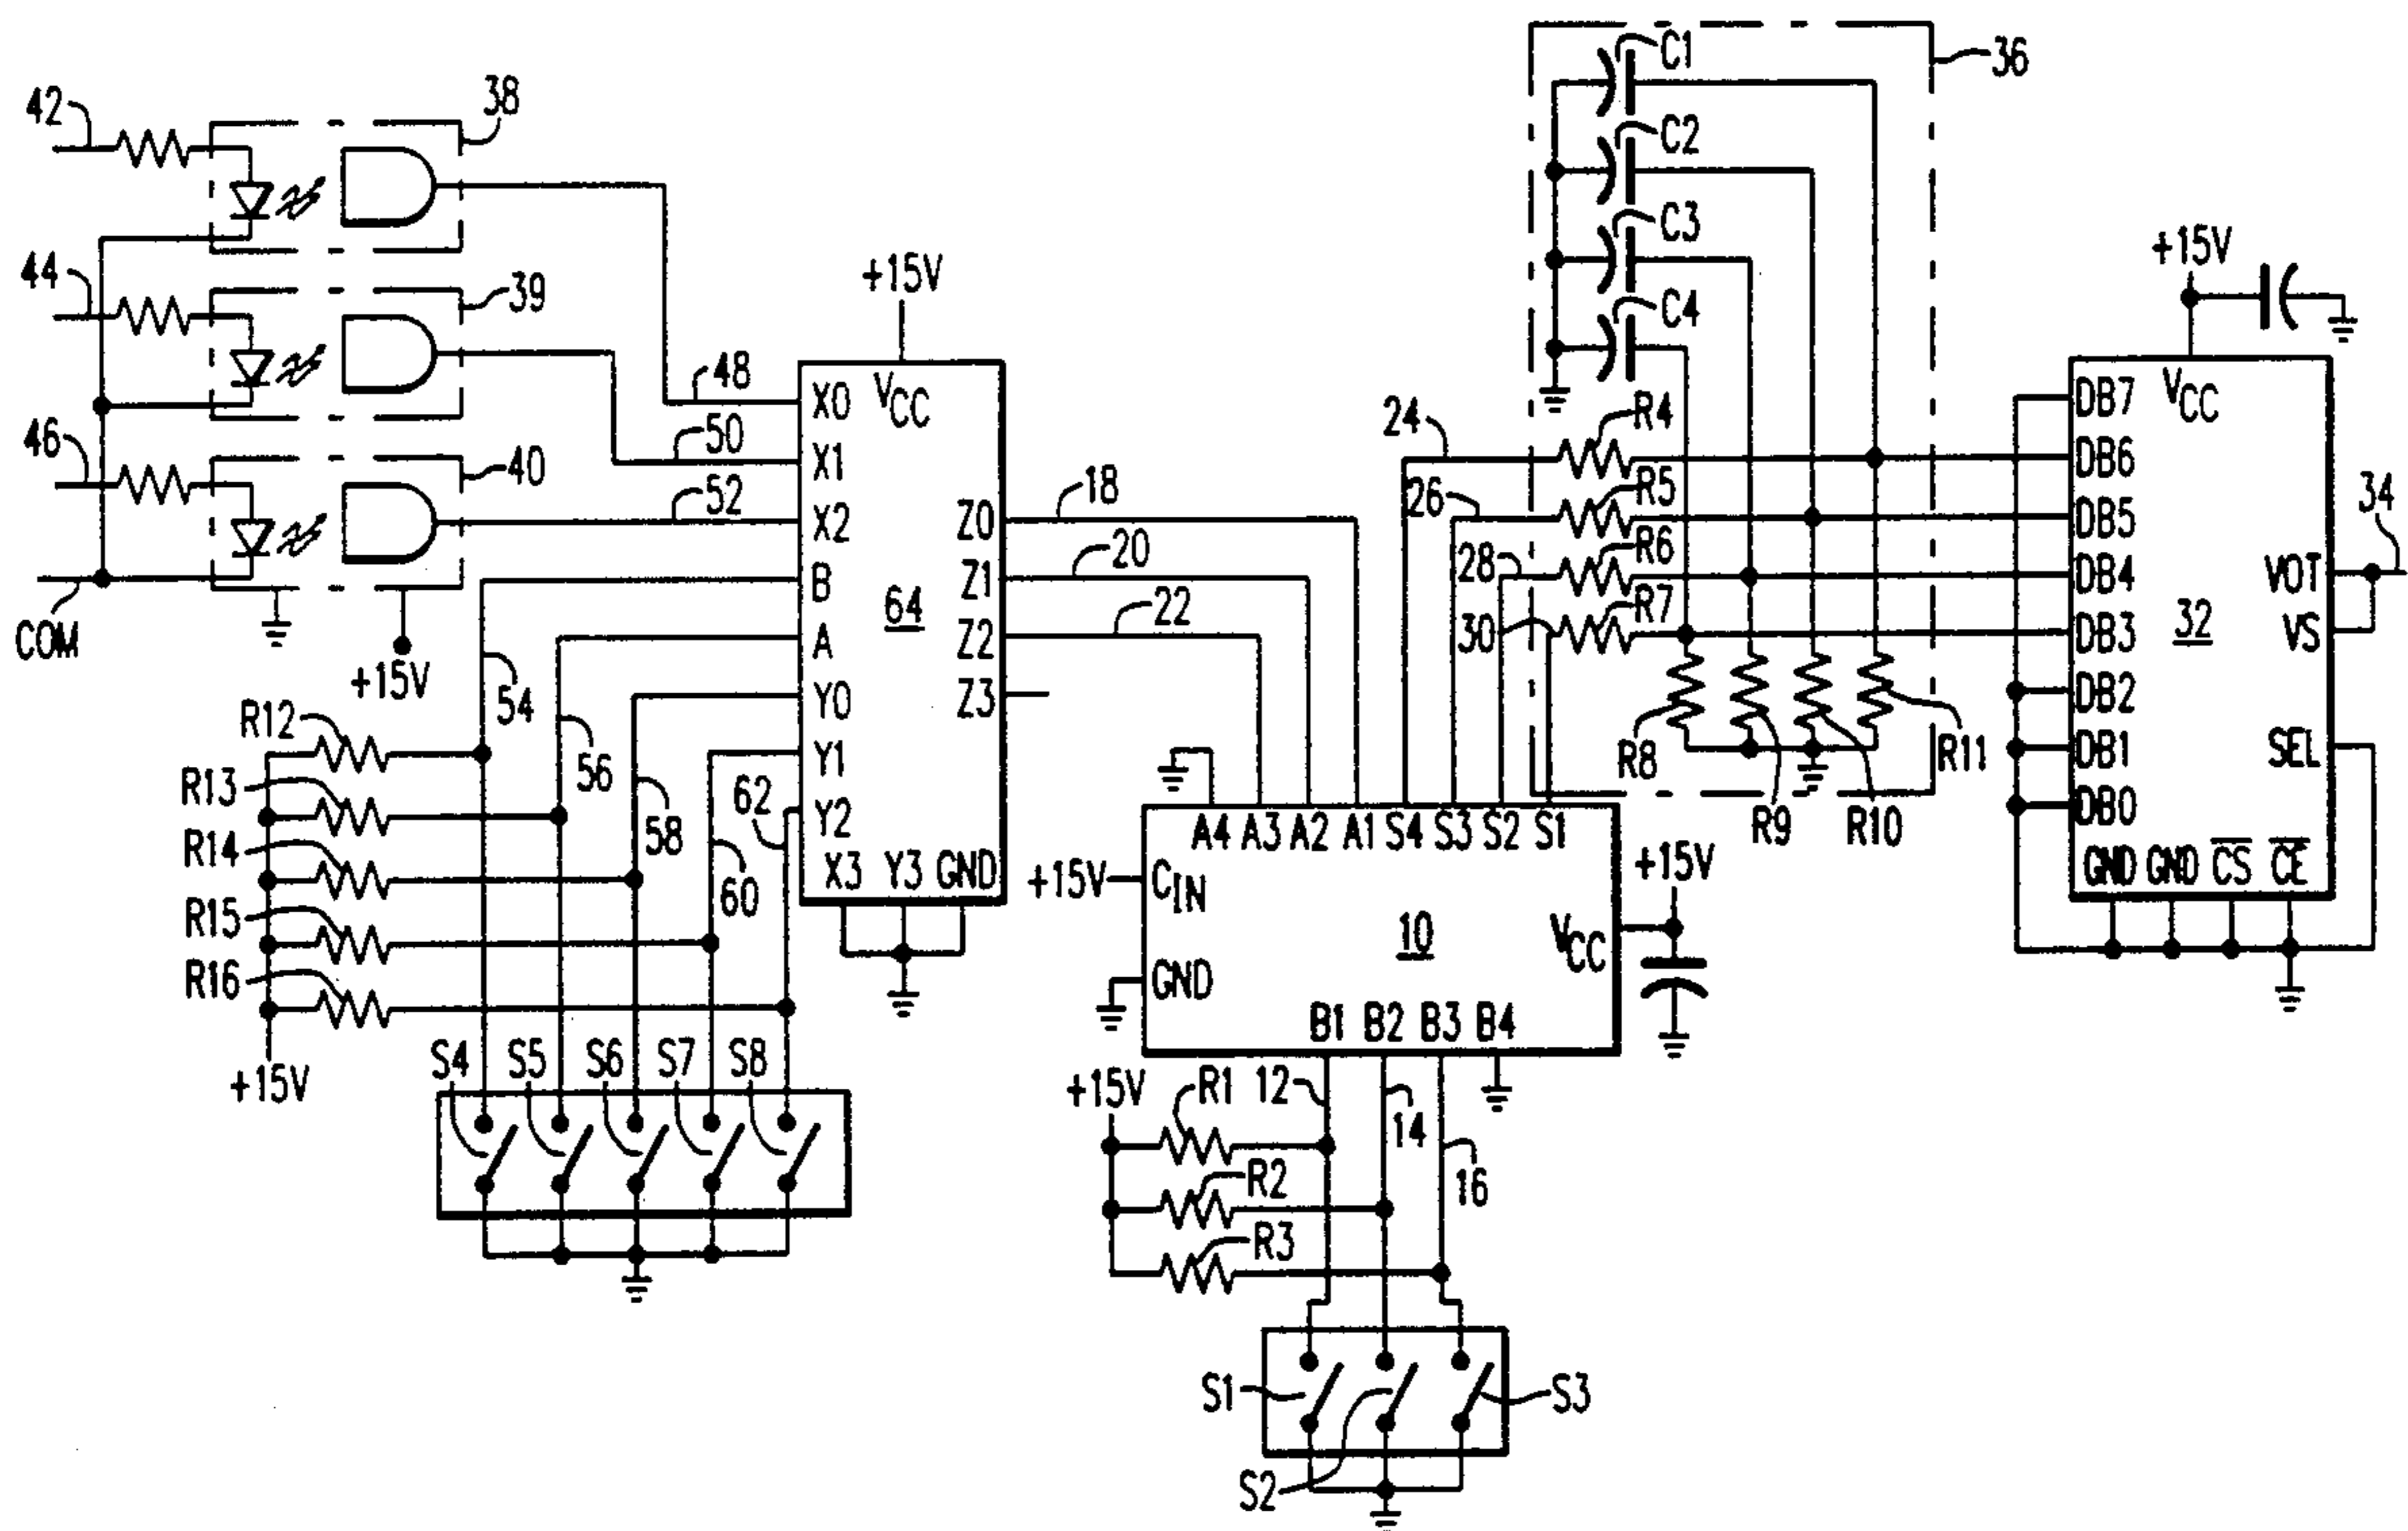 42
38
44
39
46
40
COM
+15V
48
50
52
54
56
58
60
62
R12
R13
R14
R15
R16
+15V
S4
S5
S6
S7
S8
+15V
X0
VCC
X1
X2
B
A
Y0
Y1
Y2
64
Z0
Z1
Z2
Z3
X3
Y3
GND
18
20
22
C1
C2
C3
C4
36
24
26
28
30
R4
R5
R6
R7
R8
R9
R10
R11
A4
A3
A2
A1
S4
S3
S2
S1
+15V
CIN
GND
10
VCC
+15V
B1
B2
B3
B4
+15V
R1
R2
R3
12
14
16
S1
S2
S3
+15V
DB7
VCC
DB6
DB5
DB4
DB3
DB2
DB1
DB0
32
VOT
VS
SEL
GND
GND
CS
CE
34